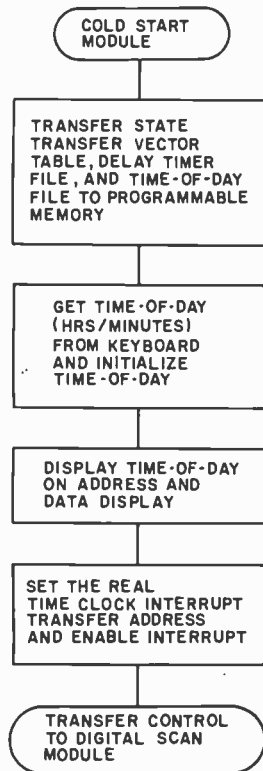 COLD START
MODULE
TRANSFER STATE
TRANSFER VECTOR
TABLE, DELAY TIMER
FILE, AND TIME-OF-DAY
FILE TO PROGRAMMABLE
MEMORY
GET TIME-OF-DAY
(HRS/MINUTES)
FROM KEYBOARD
AND INITIALIZE
TIME-OF-DAY
DISPLAY TIME-OF-DAY
ON ADDRESS AND
DATA DISPLAY
SET THE REAL
TIME CLOCK INTERRUPT
TRANSFER ADDRESS
AND ENABLE INTERRUPT
TRANSFER CONTROL
TO DIGITAL SCAN
MODULE